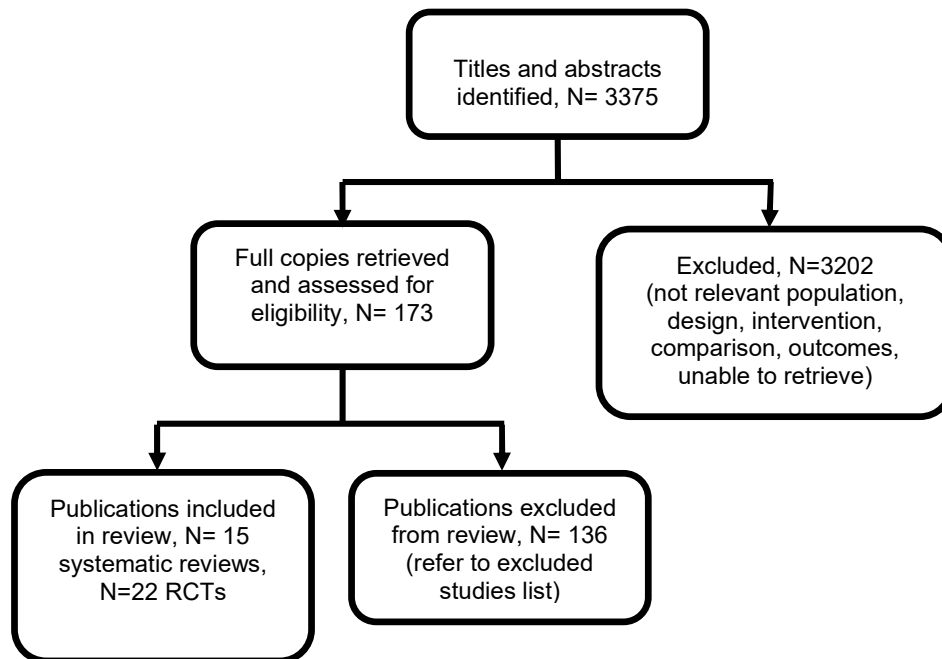 Titles and abstracts
identified, N= 3375
Full copies retrieved
and assessed for
eligibility, N= 173
Excluded, N=3202
(not relevant population,
design, intervention,
comparison, outcomes,
unable to retrieve)
Publications included
in review, N= 15
systematic reviews,
N=22 RCTs
Publications excluded
from review, N= 136
(refer to excluded
studies list)